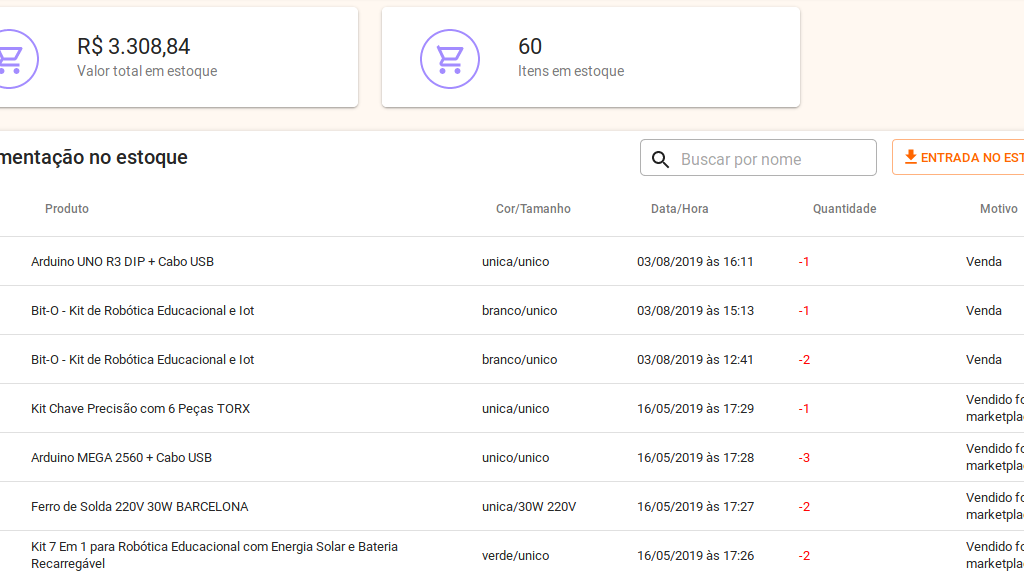 R$ 3.308,84
Valor total em estoque
60
Itens em estoque
mentação no estoque
Buscar por nome
ENTRADA NO EST
Produto Cor/Tamanho Data/Hora Quantidade Motivo
Arduino UNO R3 DIP + Cabo USB unica/unico 03/08/2019 às 16:11 -1 Venda
Bit-O - Kit de Robótica Educacional e Iot branco/unico 03/08/2019 às 15:13 -1 Venda
Bit-O - Kit de Robótica Educacional e Iot branco/unico 03/08/2019 às 12:41 -2 Venda
Kit Chave Precisão com 6 Peças TORX unica/unico 16/05/2019 às 17:29 -1 Vendido fo
marketpla
Arduino MEGA 2560 + Cabo USB unico/unico 16/05/2019 às 17:28 -3 Vendido fo
marketpla
Ferro de Solda 220V 30W BARCELONA unica/30W 220V 16/05/2019 às 17:27 -2 Vendido fo
marketpla
Kit 7 Em 1 para Robótica Educacional com Energia Solar e Bateria
Recarregável verde/unico 16/05/2019 às 17:26 -2 Vendido fo
marketpla